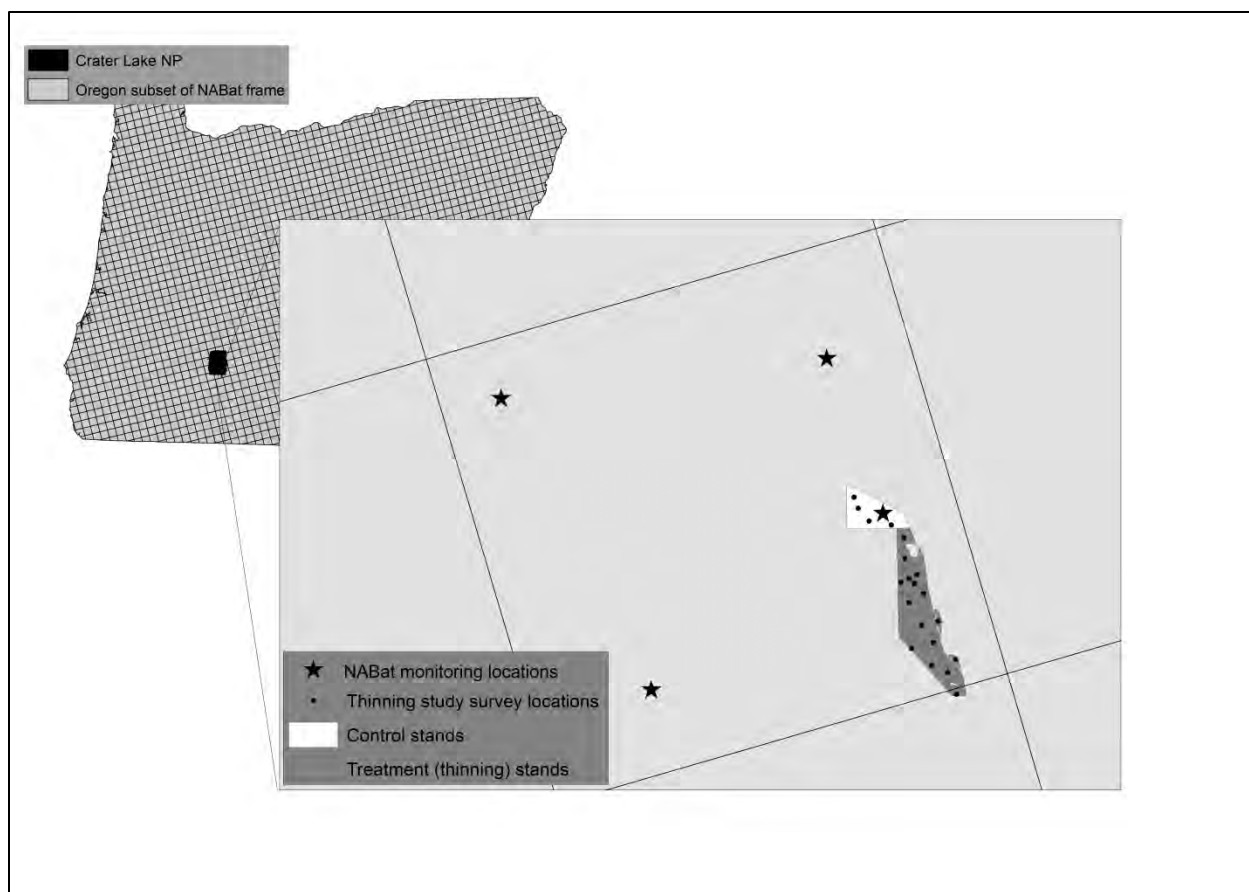 Crater Lake NP
Oregon subset of NABat frame
NABat monitoring locations
Thinning study survey locations
Control stands
Treatment (thinning) stands